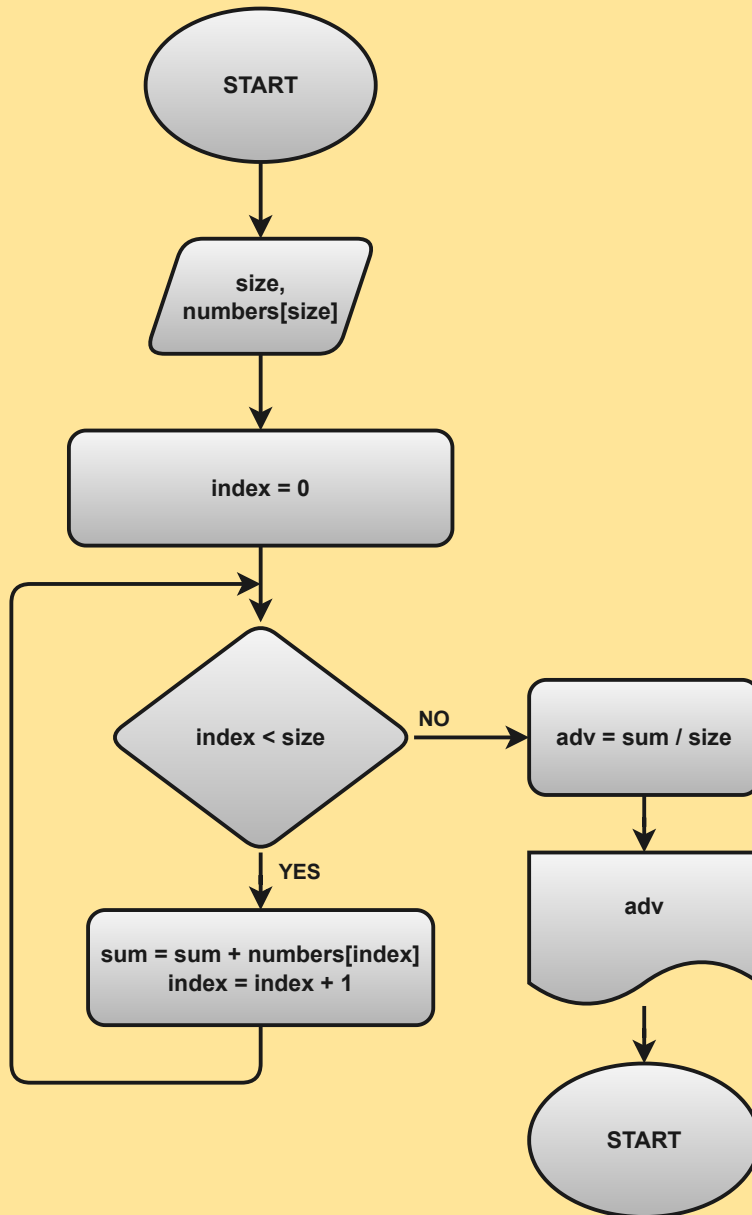 START
size,
numbers[size]
index = 0
index < size
NO
adv = sum / size
YES
adv
sum = sum + numbers[index]
index = index + 1
START